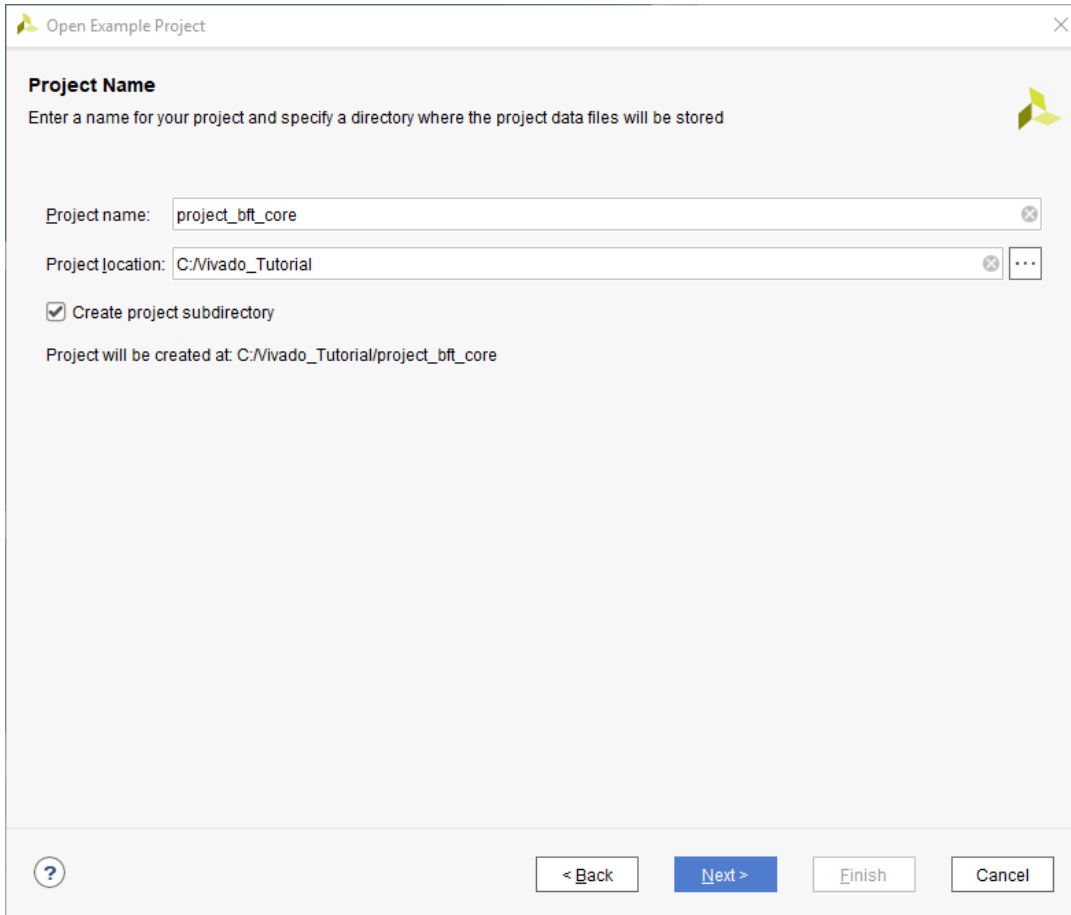 Open Example Project
Project Name
Enter a name for your project and specify a directory where the project data files will be stored
Project name: project_bft_core
Project location: C:/Vivado_Tutorial ...
Create project subdirectory
Project will be created at: C:/Vivado_Tutorial/project_bft_core
? < Back Next > Finish Cancel